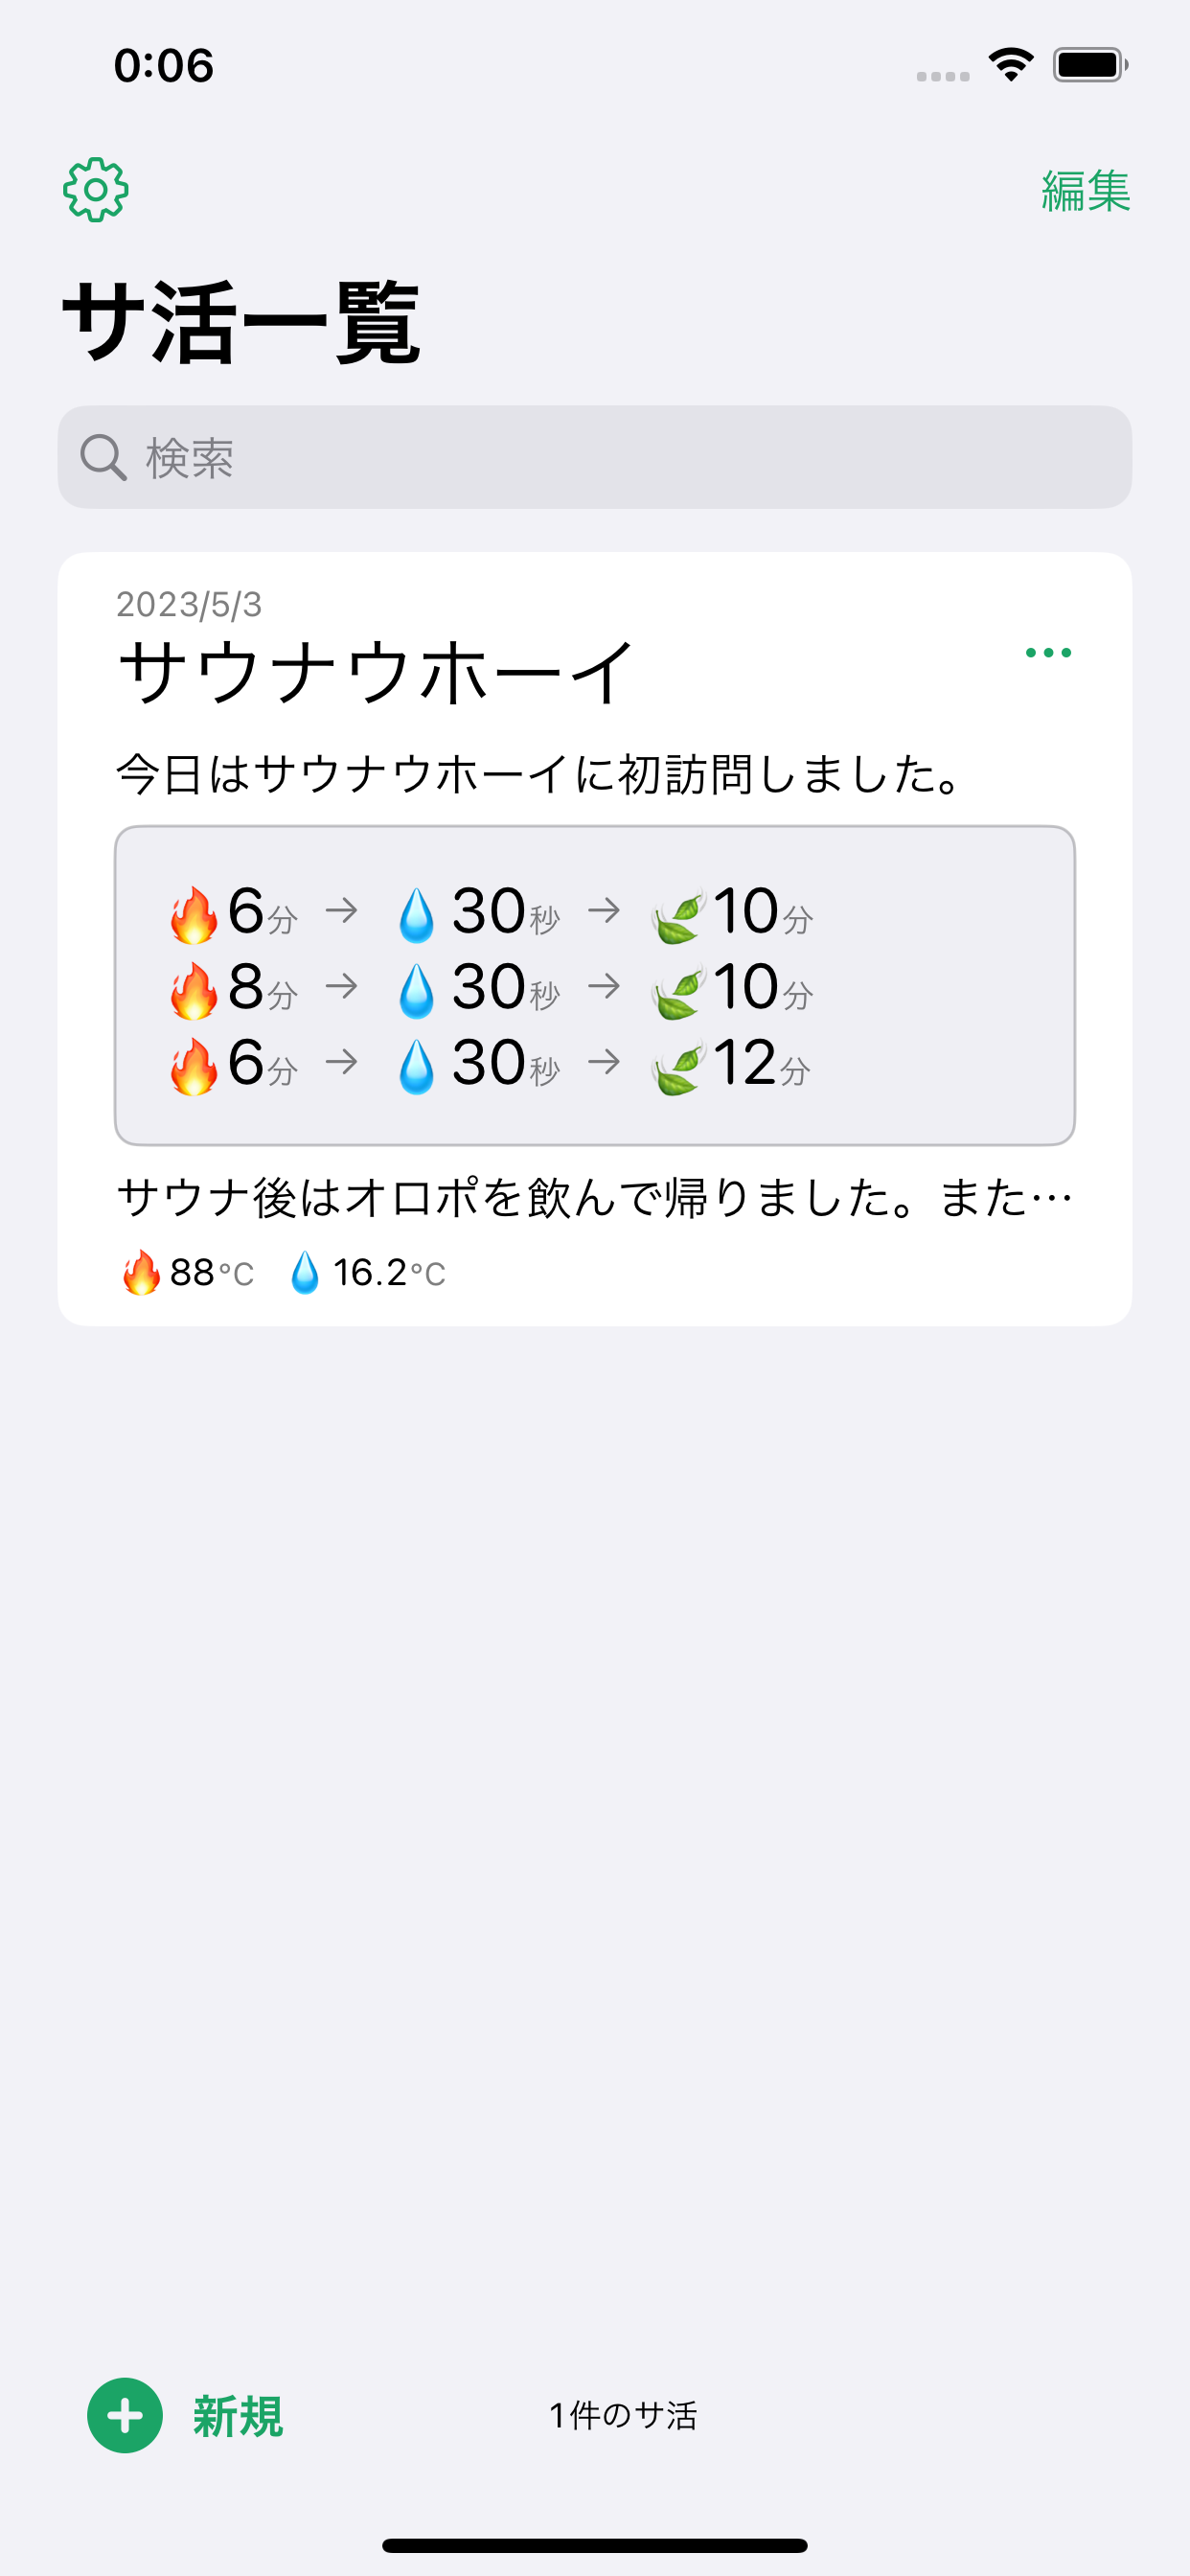 0:06
編集
サ活一覧
検索
2023/5/3
サウナウホーイ
今日はサウナウホーイに初訪問しました。
🔥6分 → 💧30秒 → 🍃10分
🔥8分 → 💧30秒 → 🍃10分
🔥6分 → 💧30秒 → 🍃12分
サウナ後はオロポを飲んで帰りました。また…
🔥88°C 💧16.2°C
新規
1件のサ活